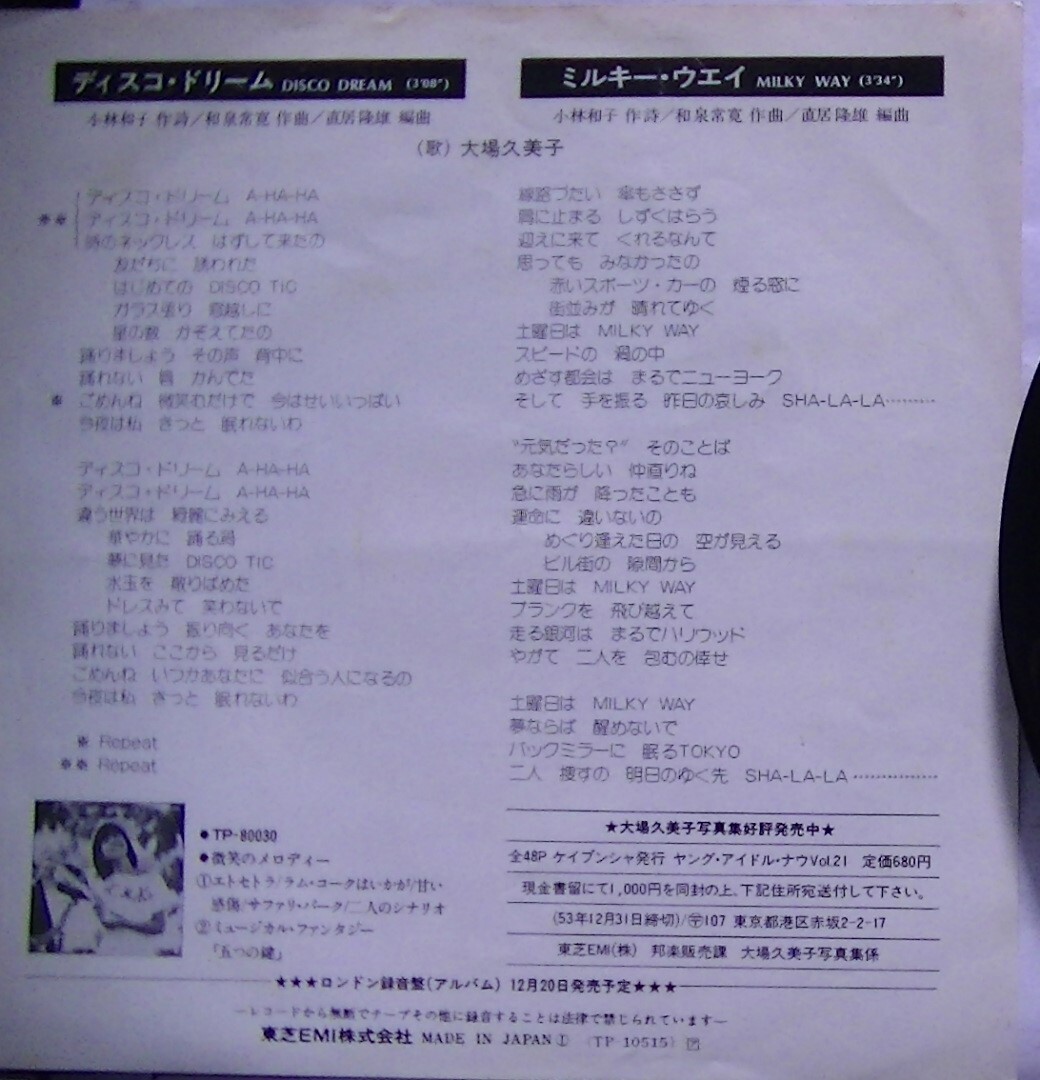 ディスコ・ドリーム DISCO DREAM (3'08")
小林和子 作詩／和泉常寛 作曲／直居隆雄 編曲
ミルキー・ウエイ MILKY WAY (3'34")
小林和子 作詩／和泉常寛 作曲／直居隆雄 編曲
(歌) 大場久美子
ディスコ・ドリーム A-HA-HA
※※ ディスコ・ドリーム A-HA-HA
時のネックレス はずして来たの
友だちに 誘われた
はじめての DISCO TIC
ガラス張り 窓越しに
星の数 かぞえてたの
踊りましょう その声 背中に
踊れない 唇 かんでた
※ ごめんね 微笑むだけで 今はせいいっぱい
今夜は私 きっと 眠れないわ
ディスコ・ドリーム A-HA-HA
ディスコ・ドリーム A-HA-HA
違う世界は 綺麗にみえる
華やかに 踊る渦
夢に見た DISCO TIC
水玉を 散りばめた
ドレスみて 笑わないで
踊りましょう 振り向く あなたを
踊れない ここから 見るだけ
ごめんね いつかあなたに 似合う人になるの
今夜は私 きっと 眠れないわ
※ Repeat
※※ Repeat
線路づたい 傘もささず
肩に止まる しずくはらう
迎えに来て くれるなんて
思っても みなかったの
赤いスポーツ・カーの 煙る窓に
街並みが 晴れてゆく
土曜日は MILKY WAY
スピードの 渦の中
めざす都会は まるでニューヨーク
そして 手を振る 昨日の哀しみ SHA-LA-LA………
"元気だった？" そのことば
あなたらしい 仲直りね
急に雨が 降ったことも
運命に 違いないの
めぐり逢えた日の 空が見える
ビル街の 隙間から
土曜日は MILKY WAY
ブランクを 飛び越えて
走る銀河は まるでハリウッド
やがて 二人を 包むの倖せ
土曜日は MILKY WAY
夢ならば 醒めないで
バックミラーに 眠るTOKYO
二人 捜すの 明日のゆく先 SHA-LA-LA……………
●TP-80030
●微笑のメロディー
①エトセトラ/ラム・コークはいかが/甘い
感傷/サファリ・パーク/二人のシナリオ
②ミュージカル・ファンタジー
「五つの鍵」
★大場久美子写真集好評発売中★
全48P ケイブンシャ発行 ヤング・アイドル・ナウVol.21 定価680円
現金書留にて1,000円を同封の上、下記住所宛送付して下さい。
(53年12月31日締切)/〒107 東京都港区赤坂2-2-17
東芝EMI(株) 邦楽販売課 大場久美子写真集係
★★★ロンドン録音盤(アルバム) 12月20日発売予定★★★
—レコードから無断でテープその他に録音することは法律で禁じられています—
東芝EMI株式会社 MADE IN JAPAN① (TP-10515)